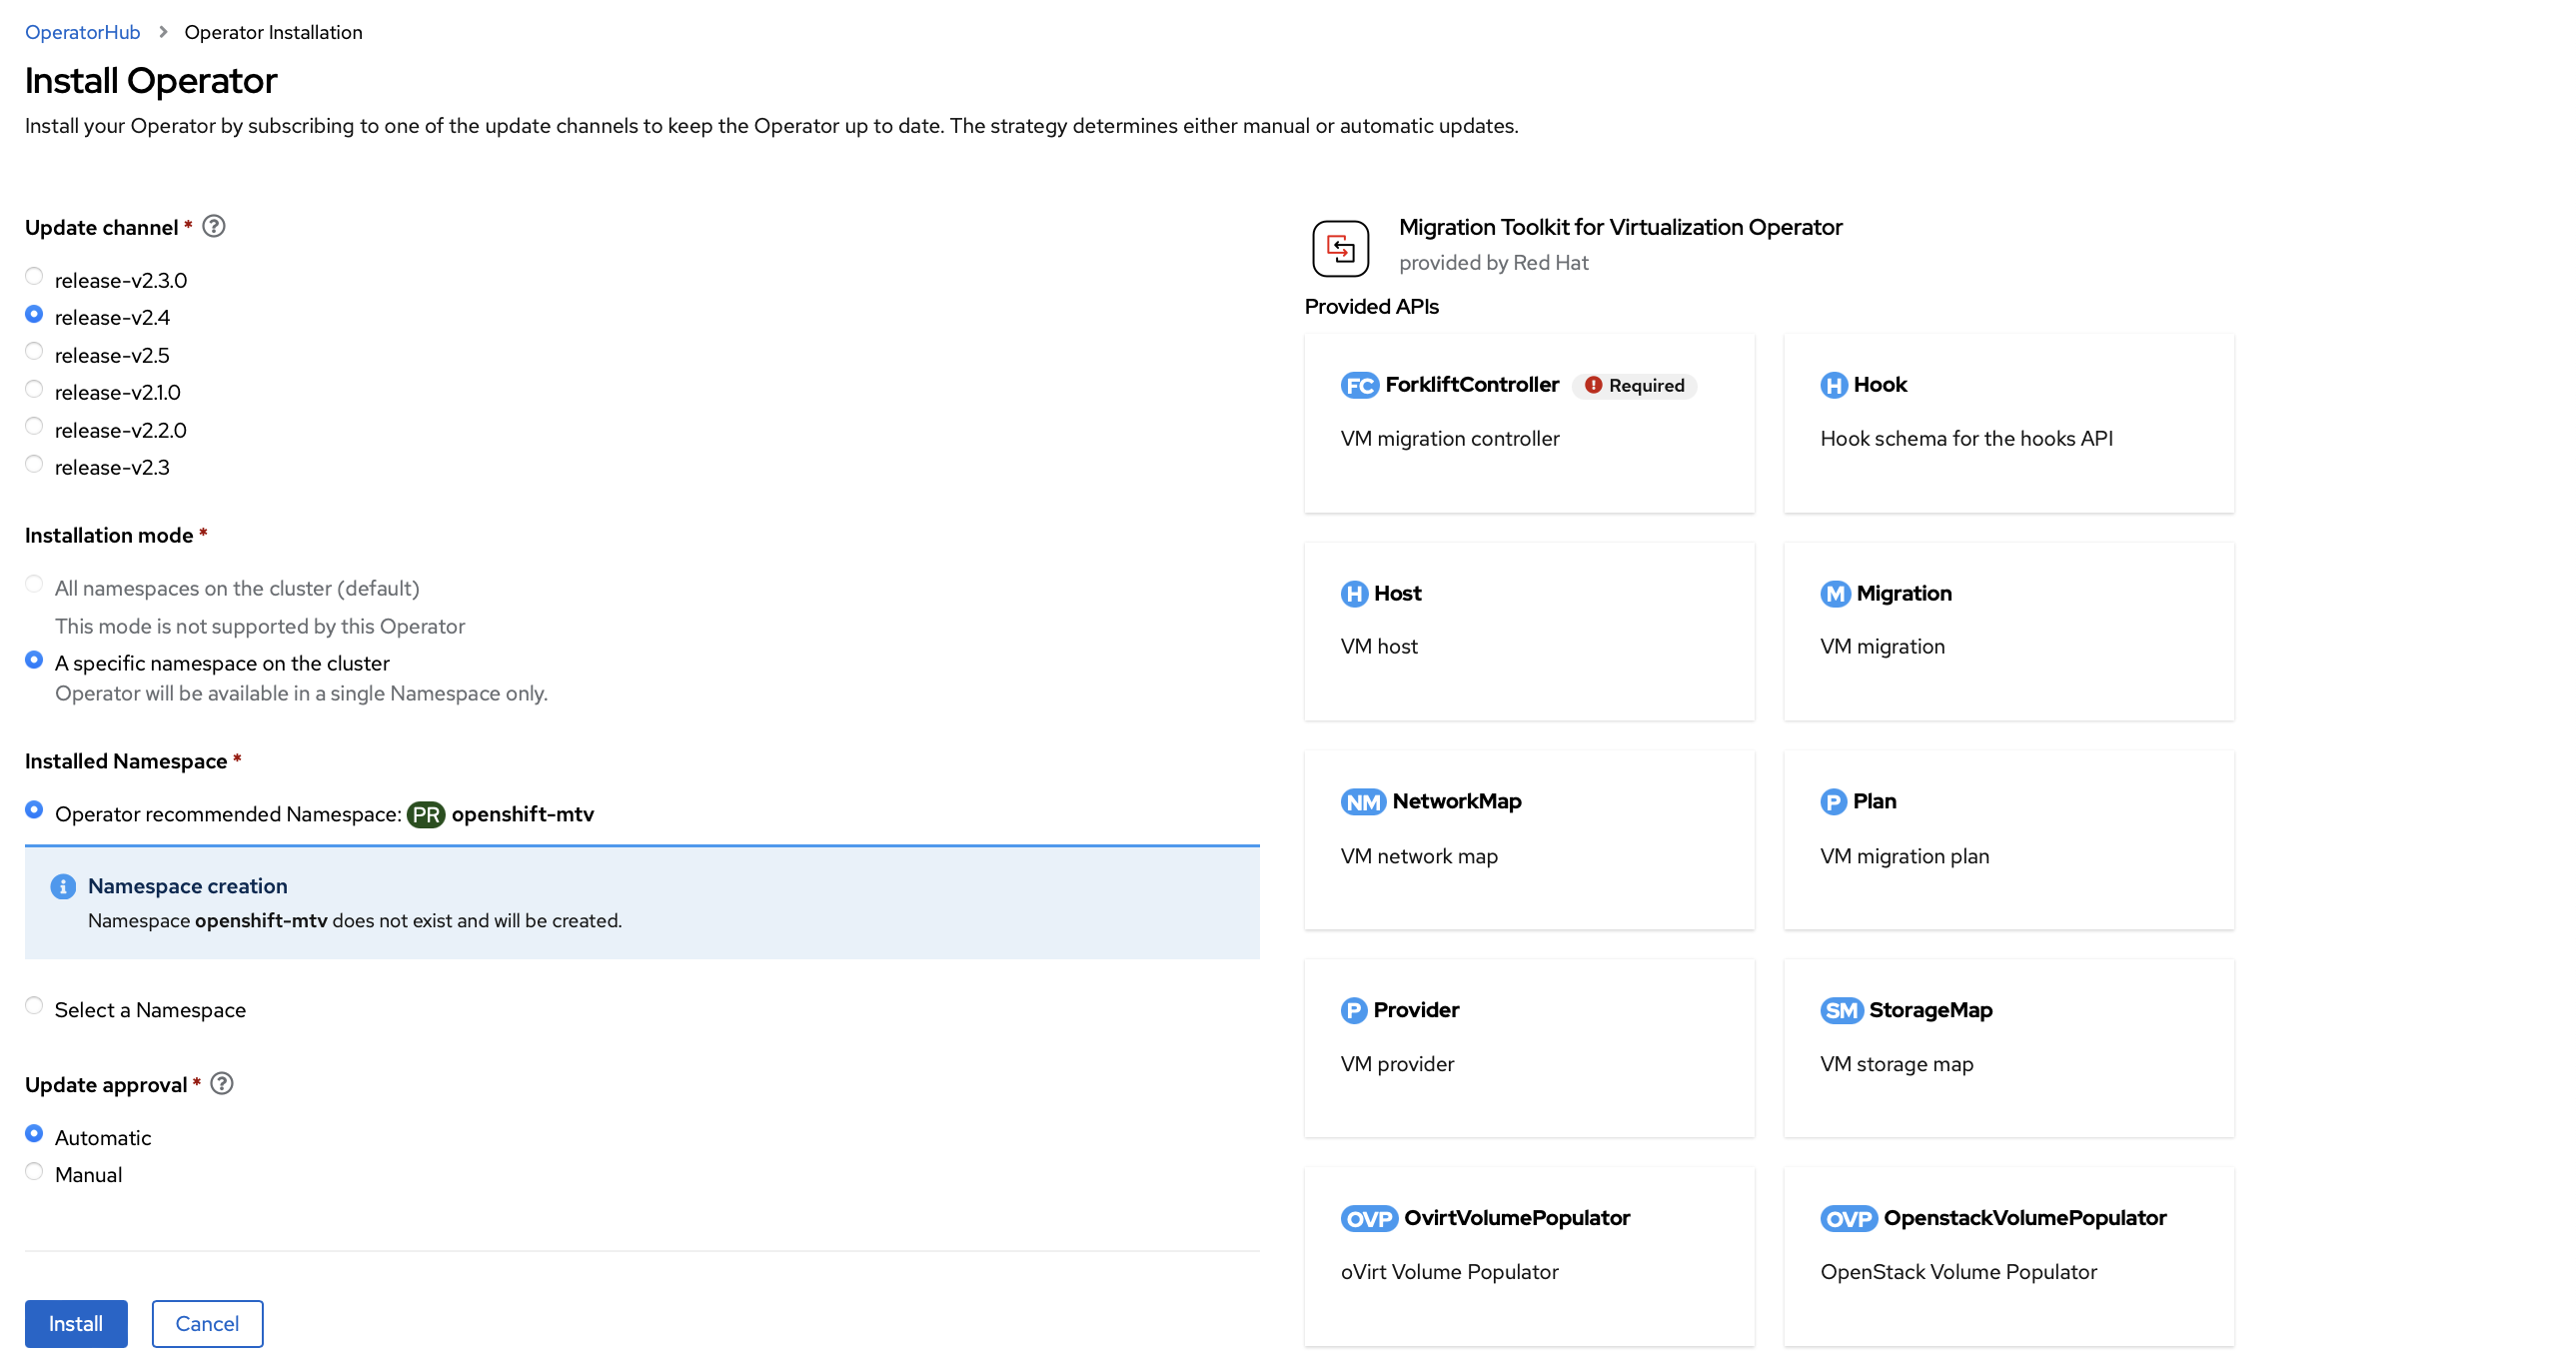 OperatorHub > Operator Installation
Install Operator
Install your Operator by subscribing to one of the update channels to keep the Operator up to date. The strategy determines either manual or automatic updates.
Update channel *
release-v2.3.0
release-v2.4
release-v2.5
release-v2.1.0
release-v2.2.0
release-v2.3
Installation mode *
All namespaces on the cluster (default)
This mode is not supported by this Operator
A specific namespace on the cluster
Operator will be available in a single Namespace only.
Installed Namespace *
Operator recommended Namespace: PR openshift-mtv
Namespace creation
Namespace openshift-mtv does not exist and will be created.
Select a Namespace
Update approval *
Automatic
Manual
Install Cancel
Migration Toolkit for Virtualization Operator
provided by Red Hat
Provided APIs
FC ForkliftController Required
VM migration controller
H Hook
Hook schema for the hooks API
H Host
VM host
M Migration
VM migration
NM NetworkMap
VM network map
P Plan
VM migration plan
P Provider
VM provider
SM StorageMap
VM storage map
OVP OvirtVolumePopulator
oVirt Volume Populator
OVP OpenstackVolumePopulator
OpenStack Volume Populator